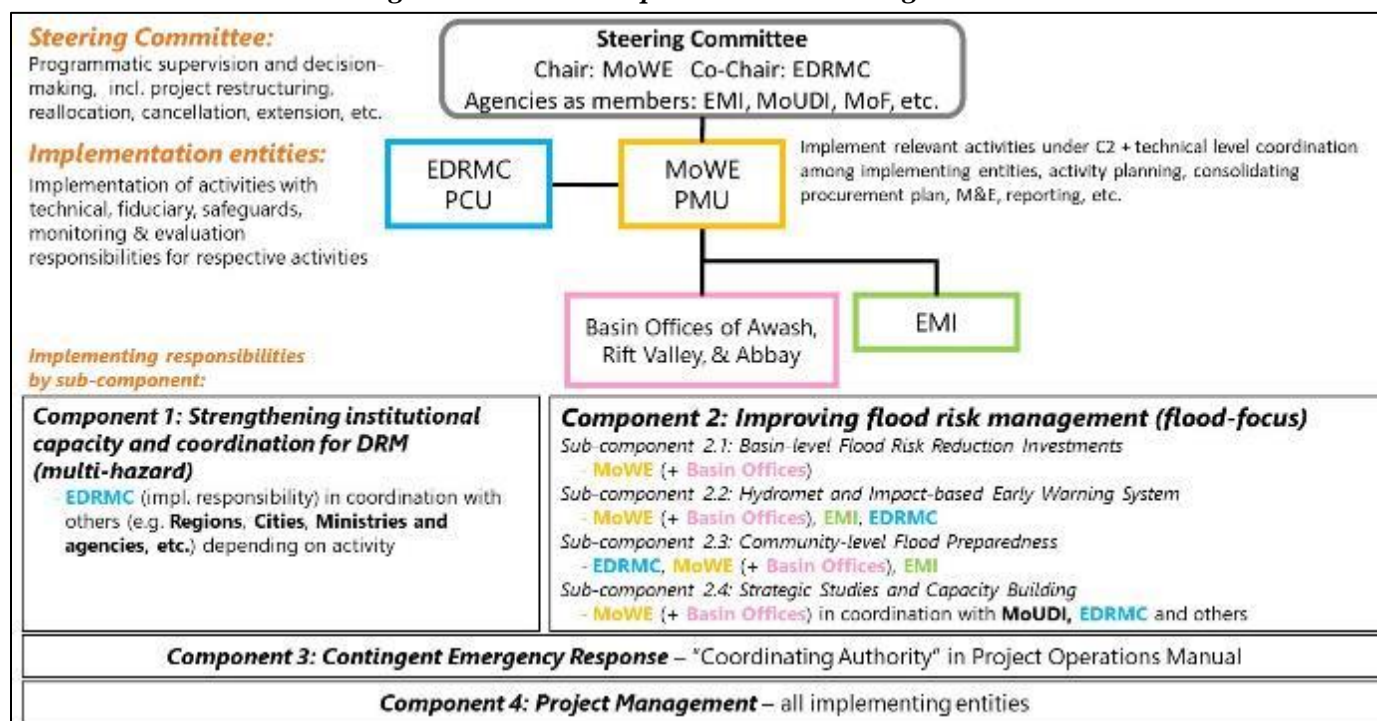 Steering Committee:
Programmatic supervision and decision-
making, incl. project restructuring,
reallocation, cancellation, extension, etc.
Steering Committee
Chair: MoWE Co-Chair: EDRMC
Agencies as members: EMI, MoUDI, MoF, etc.
Implementation entities:
Implementation of activities with
technical, fiduciary, safeguards,
monitoring & evaluation
responsibilities for respective activities
EDRMC
PCU
MoWE
PMU
Implement relevant activities under C2 + technical level coordination
among implementing entities, activity planning, consolidating
procurement plan, M&E, reporting, etc.
Basin Offices of Awash,
Rift Valley, & Abbay
EMI
Implementing responsibilities
by sub-component:
Component 1: Strengthening institutional
capacity and coordination for DRM
(multi-hazard)
- EDRMC (impl. responsibility) in coordination with
others (e.g. Regions, Cities, Ministries and
agencies, etc.) depending on activity
Component 2: Improving flood risk management (flood-focus)
Sub-component 2.1: Basin-level Flood Risk Reduction Investments
- MoWE (+ Basin Offices)
Sub-component 2.2: Hydromet and Impact-based Early Warning System
- MoWE (+ Basin Offices), EMI, EDRMC
Sub-component 2.3: Community-level Flood Preparedness
- EDRMC, MoWE (+ Basin Offices), EMI
Sub-component 2.4: Strategic Studies and Capacity Building
- MoWE (+ Basin Offices) in coordination with MoUDI, EDRMC and others
Component 3: Contingent Emergency Response – "Coordinating Authority" in Project Operations Manual
Component 4: Project Management – all implementing entities